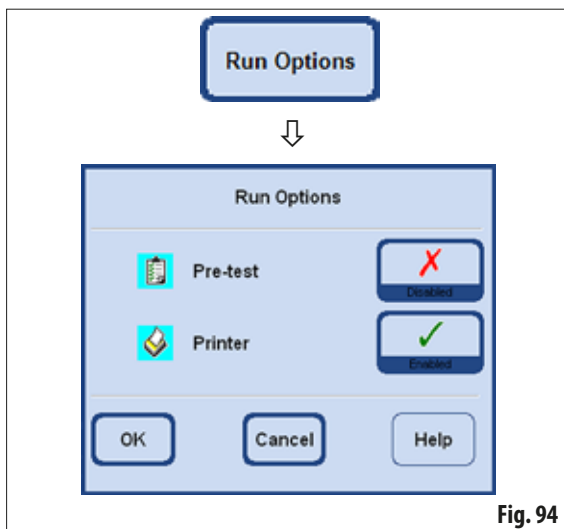 Run Options
Run Options
Pre-test
Disabled
Printer
Enabled
OK Cancel Help
Fig. 94